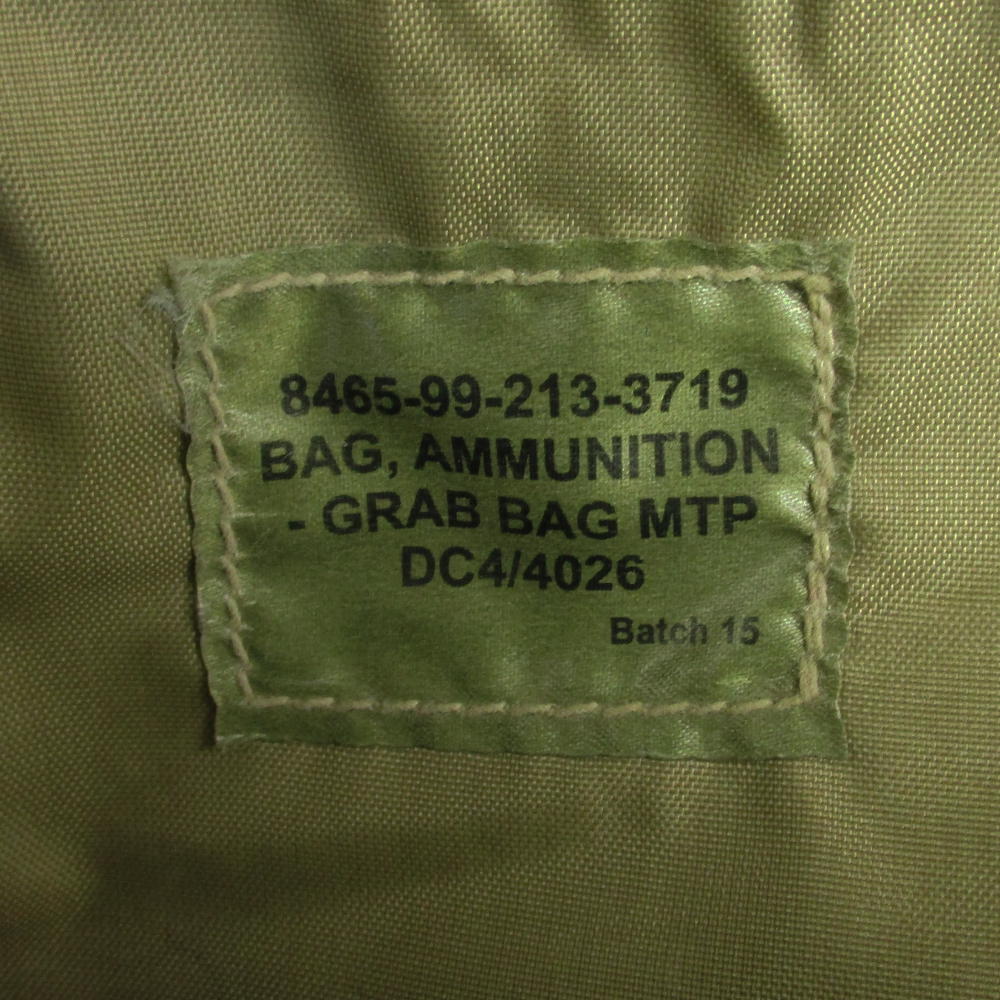 8465-99-213-3719
BAG, AMMUNITION
- GRAB BAG MTP
DC4/4026
Batch 15